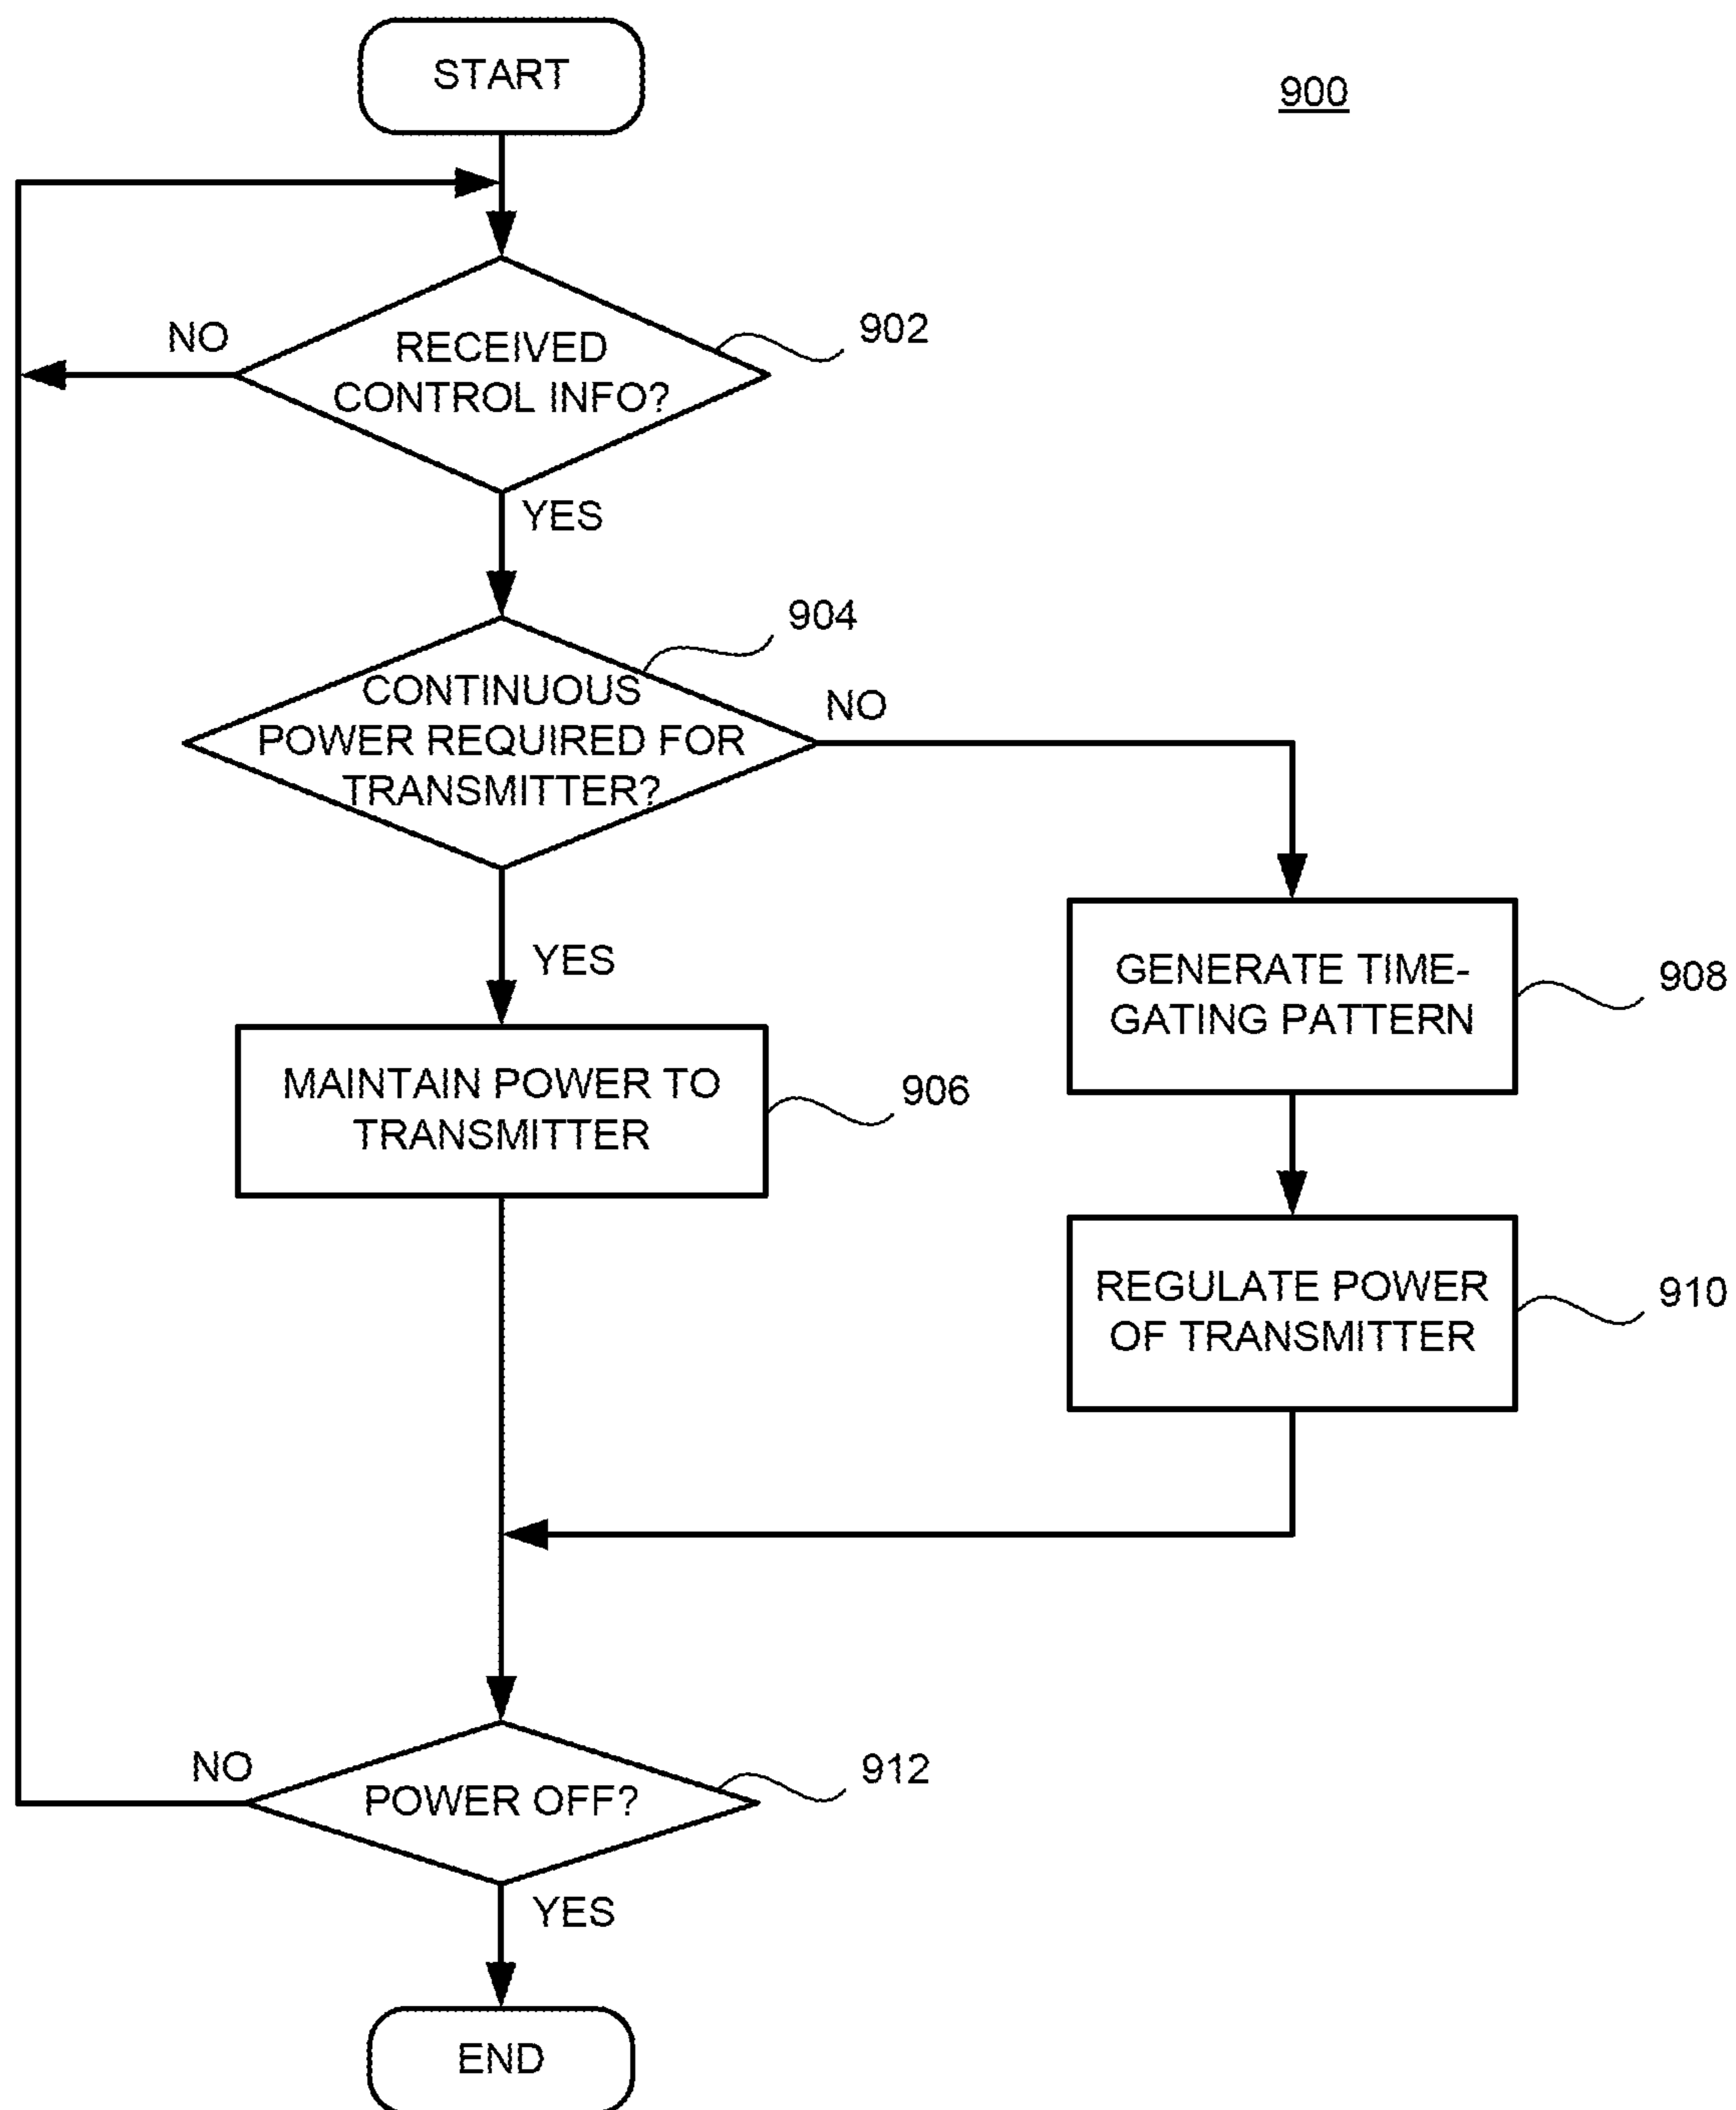 START
900
NO
RECEIVED
CONTROL INFO?
902
YES
904
CONTINUOUS
POWER REQUIRED FOR
TRANSMITTER?
NO
YES
GENERATE TIME-
GATING PATTERN
908
MAINTAIN POWER TO
TRANSMITTER
906
REGULATE POWER
OF TRANSMITTER
910
NO
POWER OFF?
912
YES
END